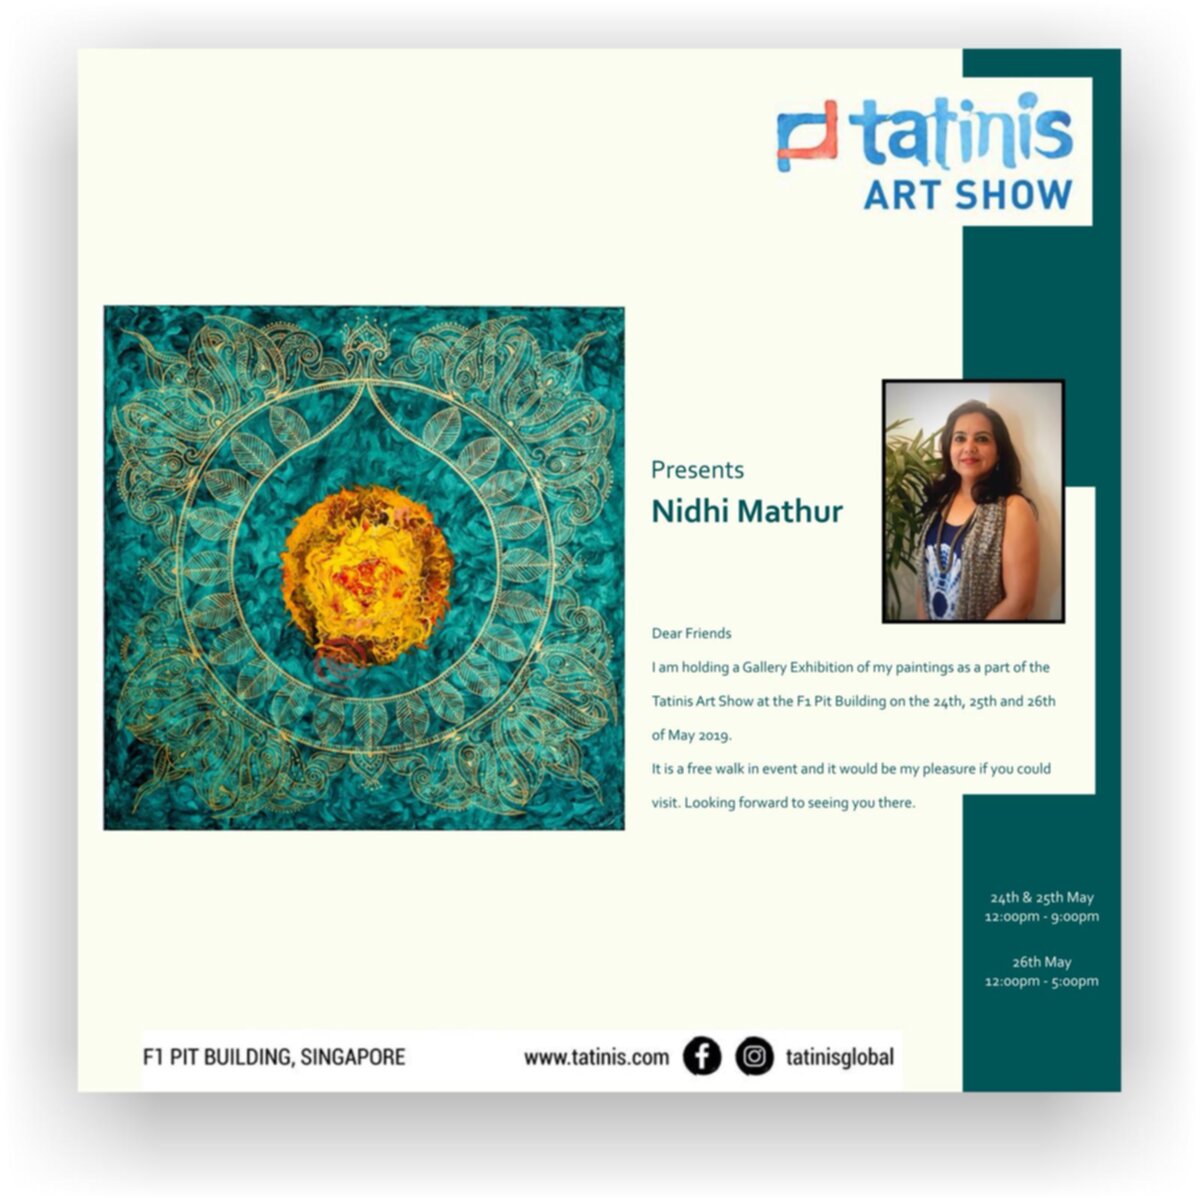 tatinis
ART SHOW
Presents
Nidhi Mathur
Dear Friends
I am holding a Gallery Exhibition of my paintings as a part of the
Tatinis Art Show at the F1 Pit Building on the 24th, 25th and 26th
of May 2019.
It is a free walk in event and it would be my pleasure if you could
visit. Looking forward to seeing you there.
24th & 25th May
12:00pm - 9:00pm
26th May
12:00pm - 5:00pm
F1 PIT BUILDING, SINGAPORE
www.tatinis.com
tatinisglobal